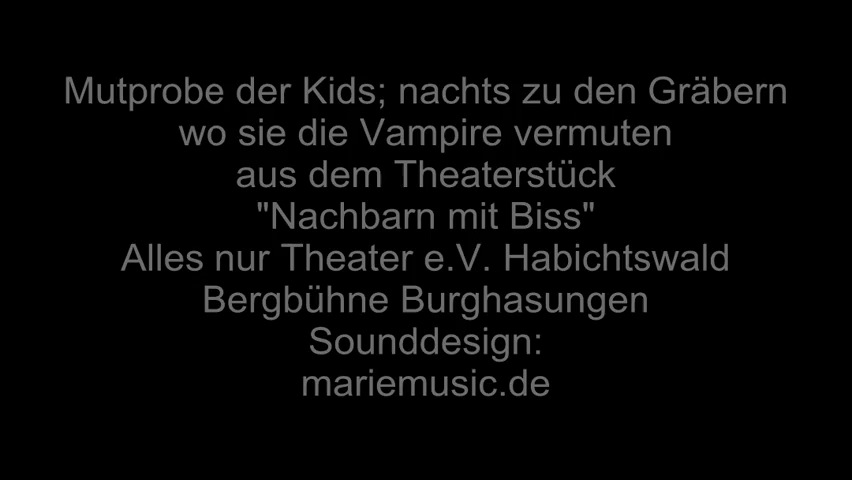 Mutprobe der Kids; nachts zu den Gräbern
wo sie die Vampire vermuten
aus dem Theaterstück
"Nachbarn mit Biss"
Alles nur Theater e.V. Habichtswald
Bergbühne Burghasungen
Sounddesign:
mariemusic.de